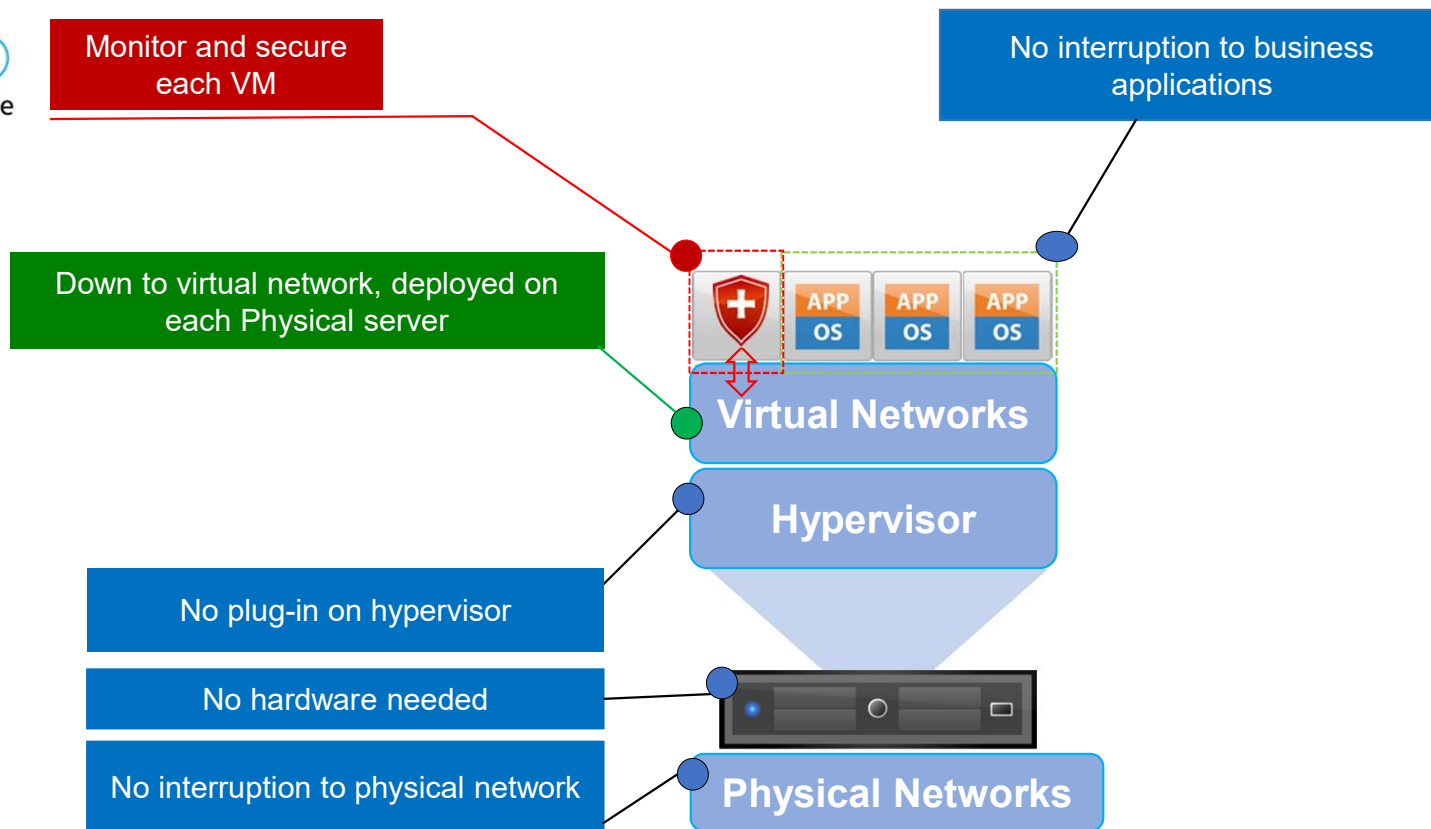 Monitor and secure
each VM
No interruption to business
applications
e
Down to virtual network, deployed on
each Physical server
APP
OS
APP
OS
APP
OS
Virtual Networks
Hypervisor
No plug-in on hypervisor
No hardware needed
No interruption to physical network
Physical Networks